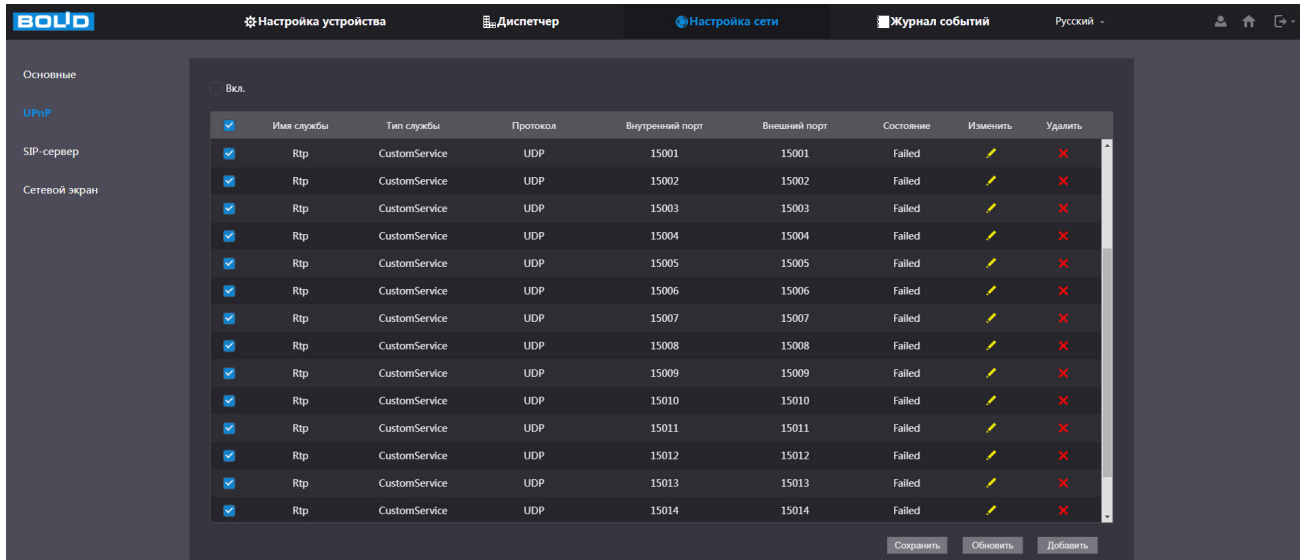 BOLID Настройка устройства Диспетчер Настройка сети Журнал событий Русский
Основные
UPnP
SIP-сервер
Сетевой экран
Вкл.
Имя службы Тип службы Протокол Внутренний порт Внешний порт Состояние Изменить Удалить
Rtp CustomService UDP 15001 15001 Failed
Rtp CustomService UDP 15002 15002 Failed
Rtp CustomService UDP 15003 15003 Failed
Rtp CustomService UDP 15004 15004 Failed
Rtp CustomService UDP 15005 15005 Failed
Rtp CustomService UDP 15006 15006 Failed
Rtp CustomService UDP 15007 15007 Failed
Rtp CustomService UDP 15008 15008 Failed
Rtp CustomService UDP 15009 15009 Failed
Rtp CustomService UDP 15010 15010 Failed
Rtp CustomService UDP 15011 15011 Failed
Rtp CustomService UDP 15012 15012 Failed
Rtp CustomService UDP 15013 15013 Failed
Rtp CustomService UDP 15014 15014 Failed
Сохранить Обновить Добавить